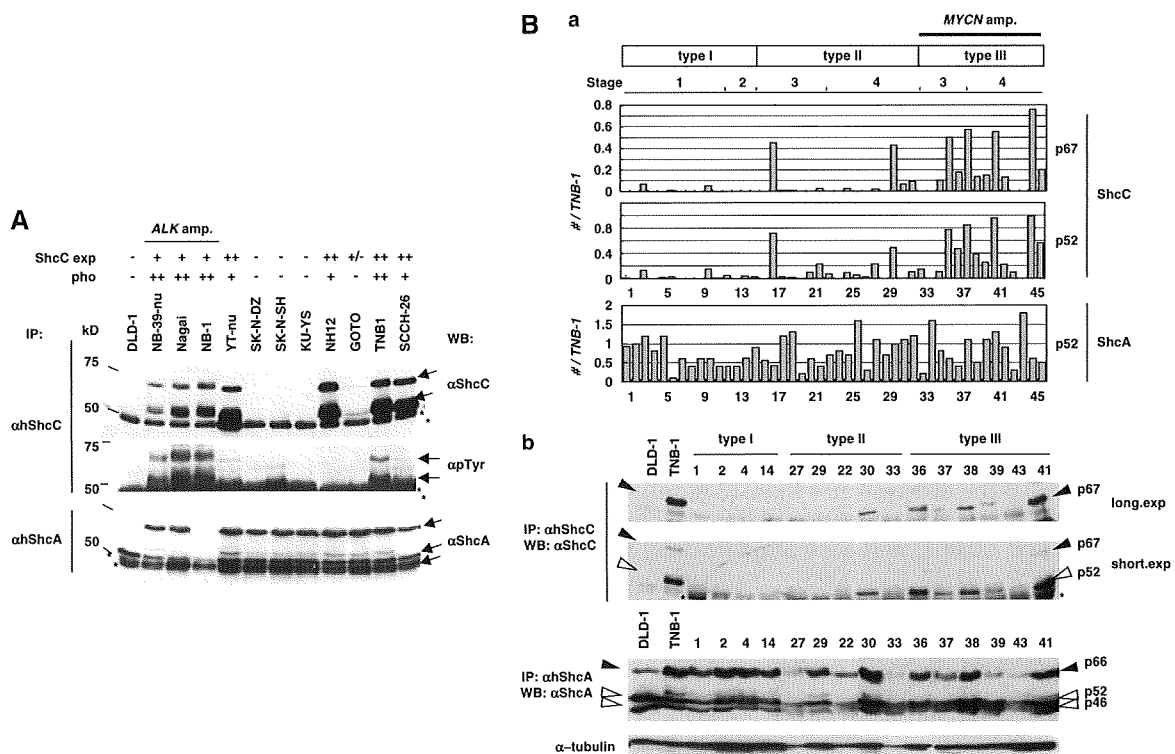 A
ALK amp.
ShcC exp - + + + ++ - - - ++ +/- ++ ++
pho - ++ ++ ++ + - - - + - ++ +
IP: kD DLD-1 NB-39-nu Nagai NB-1 YT-nu SK-N-DZ SK-N-SH KU-YS NH12 GOTO TNB1 SCCH-26 WB:
75
αShcC
50
*
αhShcC
75
αpTyr
50
*
*
αhShcA
50
αShcA
*
B a
MYCN amp.
type I type II type III
Stage 1 2 3 4 3 4
0.8
0.6
0.4
0.2
0
# / TNB-1
p67
0.8
0.4
0
p52
ShcC
1 5 9 13 17 21 25 29 33 37 41 45
2
1.5
1
0.5
0
# / TNB-1
p52 ShcA
1 5 9 13 17 21 25 29 33 37 41 45
b
DLD-1 TNB-1 type I type II type III
1 2 4 14 27 29 22 30 33 36 37 38 39 43 41
p67 long.exp
IP: αhShcC
WB: αShcC
p67
short.exp
p52
* *
DLD-1 TNB-1
1 2 4 14 27 29 22 30 33 36 37 38 39 43 41
IP: αhShcA p66
WB: αShcA p52
p46
α–tubulin